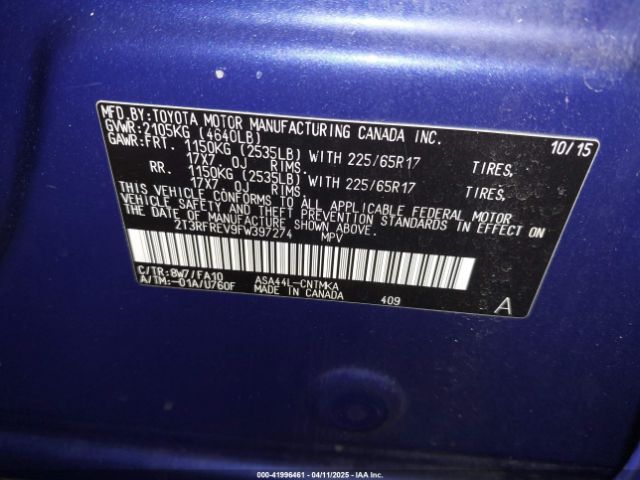 MFD.BY:TOYOTA MOTOR MANUFACTURING CANADA INC.
GVWR:2105KG (4640LB) 10/15
GAWR:FRT. 1150KG (2535LB) WITH 225/65R17 TIRES,
17X7.0J RIMS.
RR. 1150KG (2535LB) WITH 225/65R17 TIRES,
17X7.0J RIMS.
THIS VEHICLE CONFORMS TO ALL APPLICABLE FEDERAL MOTOR
VEHICLE SAFETY AND THEFT PREVENTION STANDARDS IN EFFECT ON
THE DATE OF MANUFACTURE SHOWN ABOVE.
2T3RFREV9FW397274 MPV
C/TR:8W7/FA10 ASA44L-CNTMKA
A/TM:-01A/U760F MADE IN CANADA 409 A
000-41996461 - 04/11/2025 - IAA Inc.